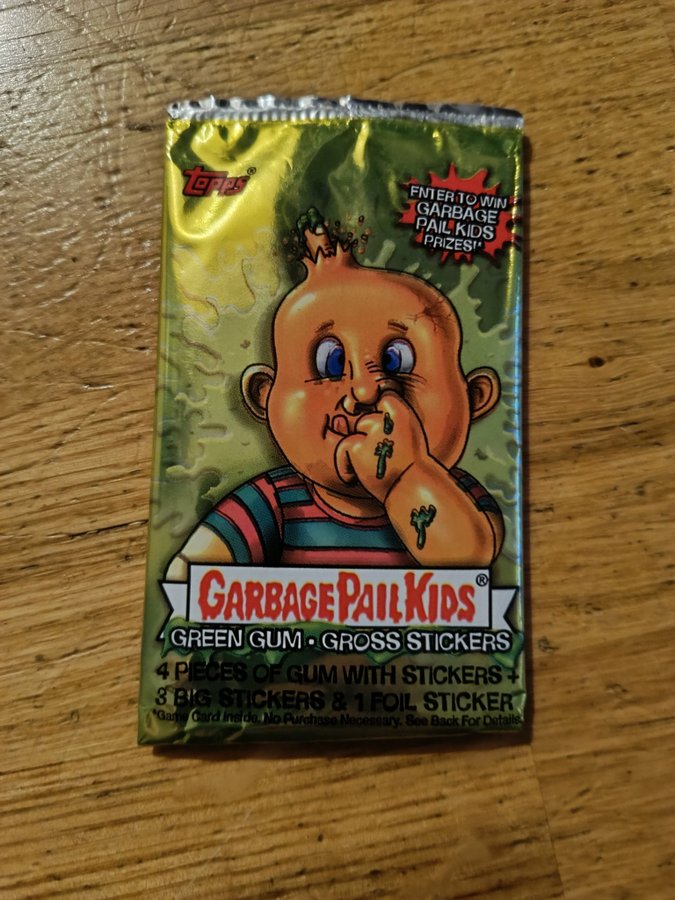 Topps®
ENTER TO WIN
GARBAGE
PAIL KIDS
PRIZES!*
GARBAGE PAIL KIDS®
GREEN GUM • GROSS STICKERS
4 PIECES OF GUM WITH STICKERS +
3 BIG STICKERS & 1 FOIL STICKER
*Game Card Inside. No Purchase Necessary. See Back For Details